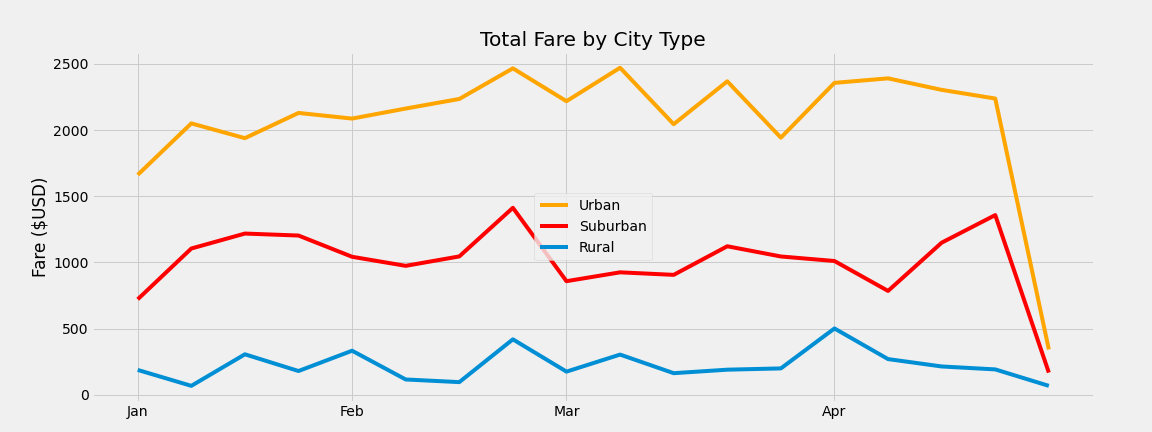 Total Fare by City Type
Fare ($USD)
2500
2000
1500
1000
500
0
Urban
Suburban
Rural
Jan Feb Mar Apr